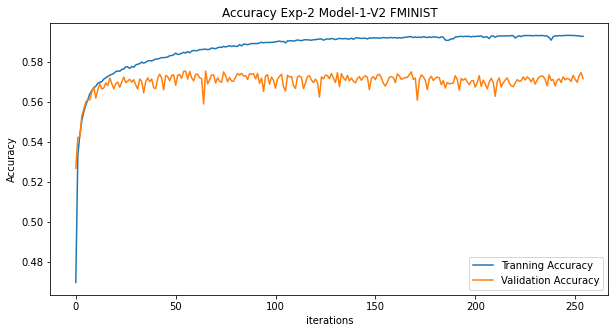 Accuracy Exp-2 Model-1-V2 FMINIST
Accuracy
0.58
0.56
0.54
0.52
0.50
0.48
0
50
100
150
200
250
iterations
Tranning Accuracy
Validation Accuracy